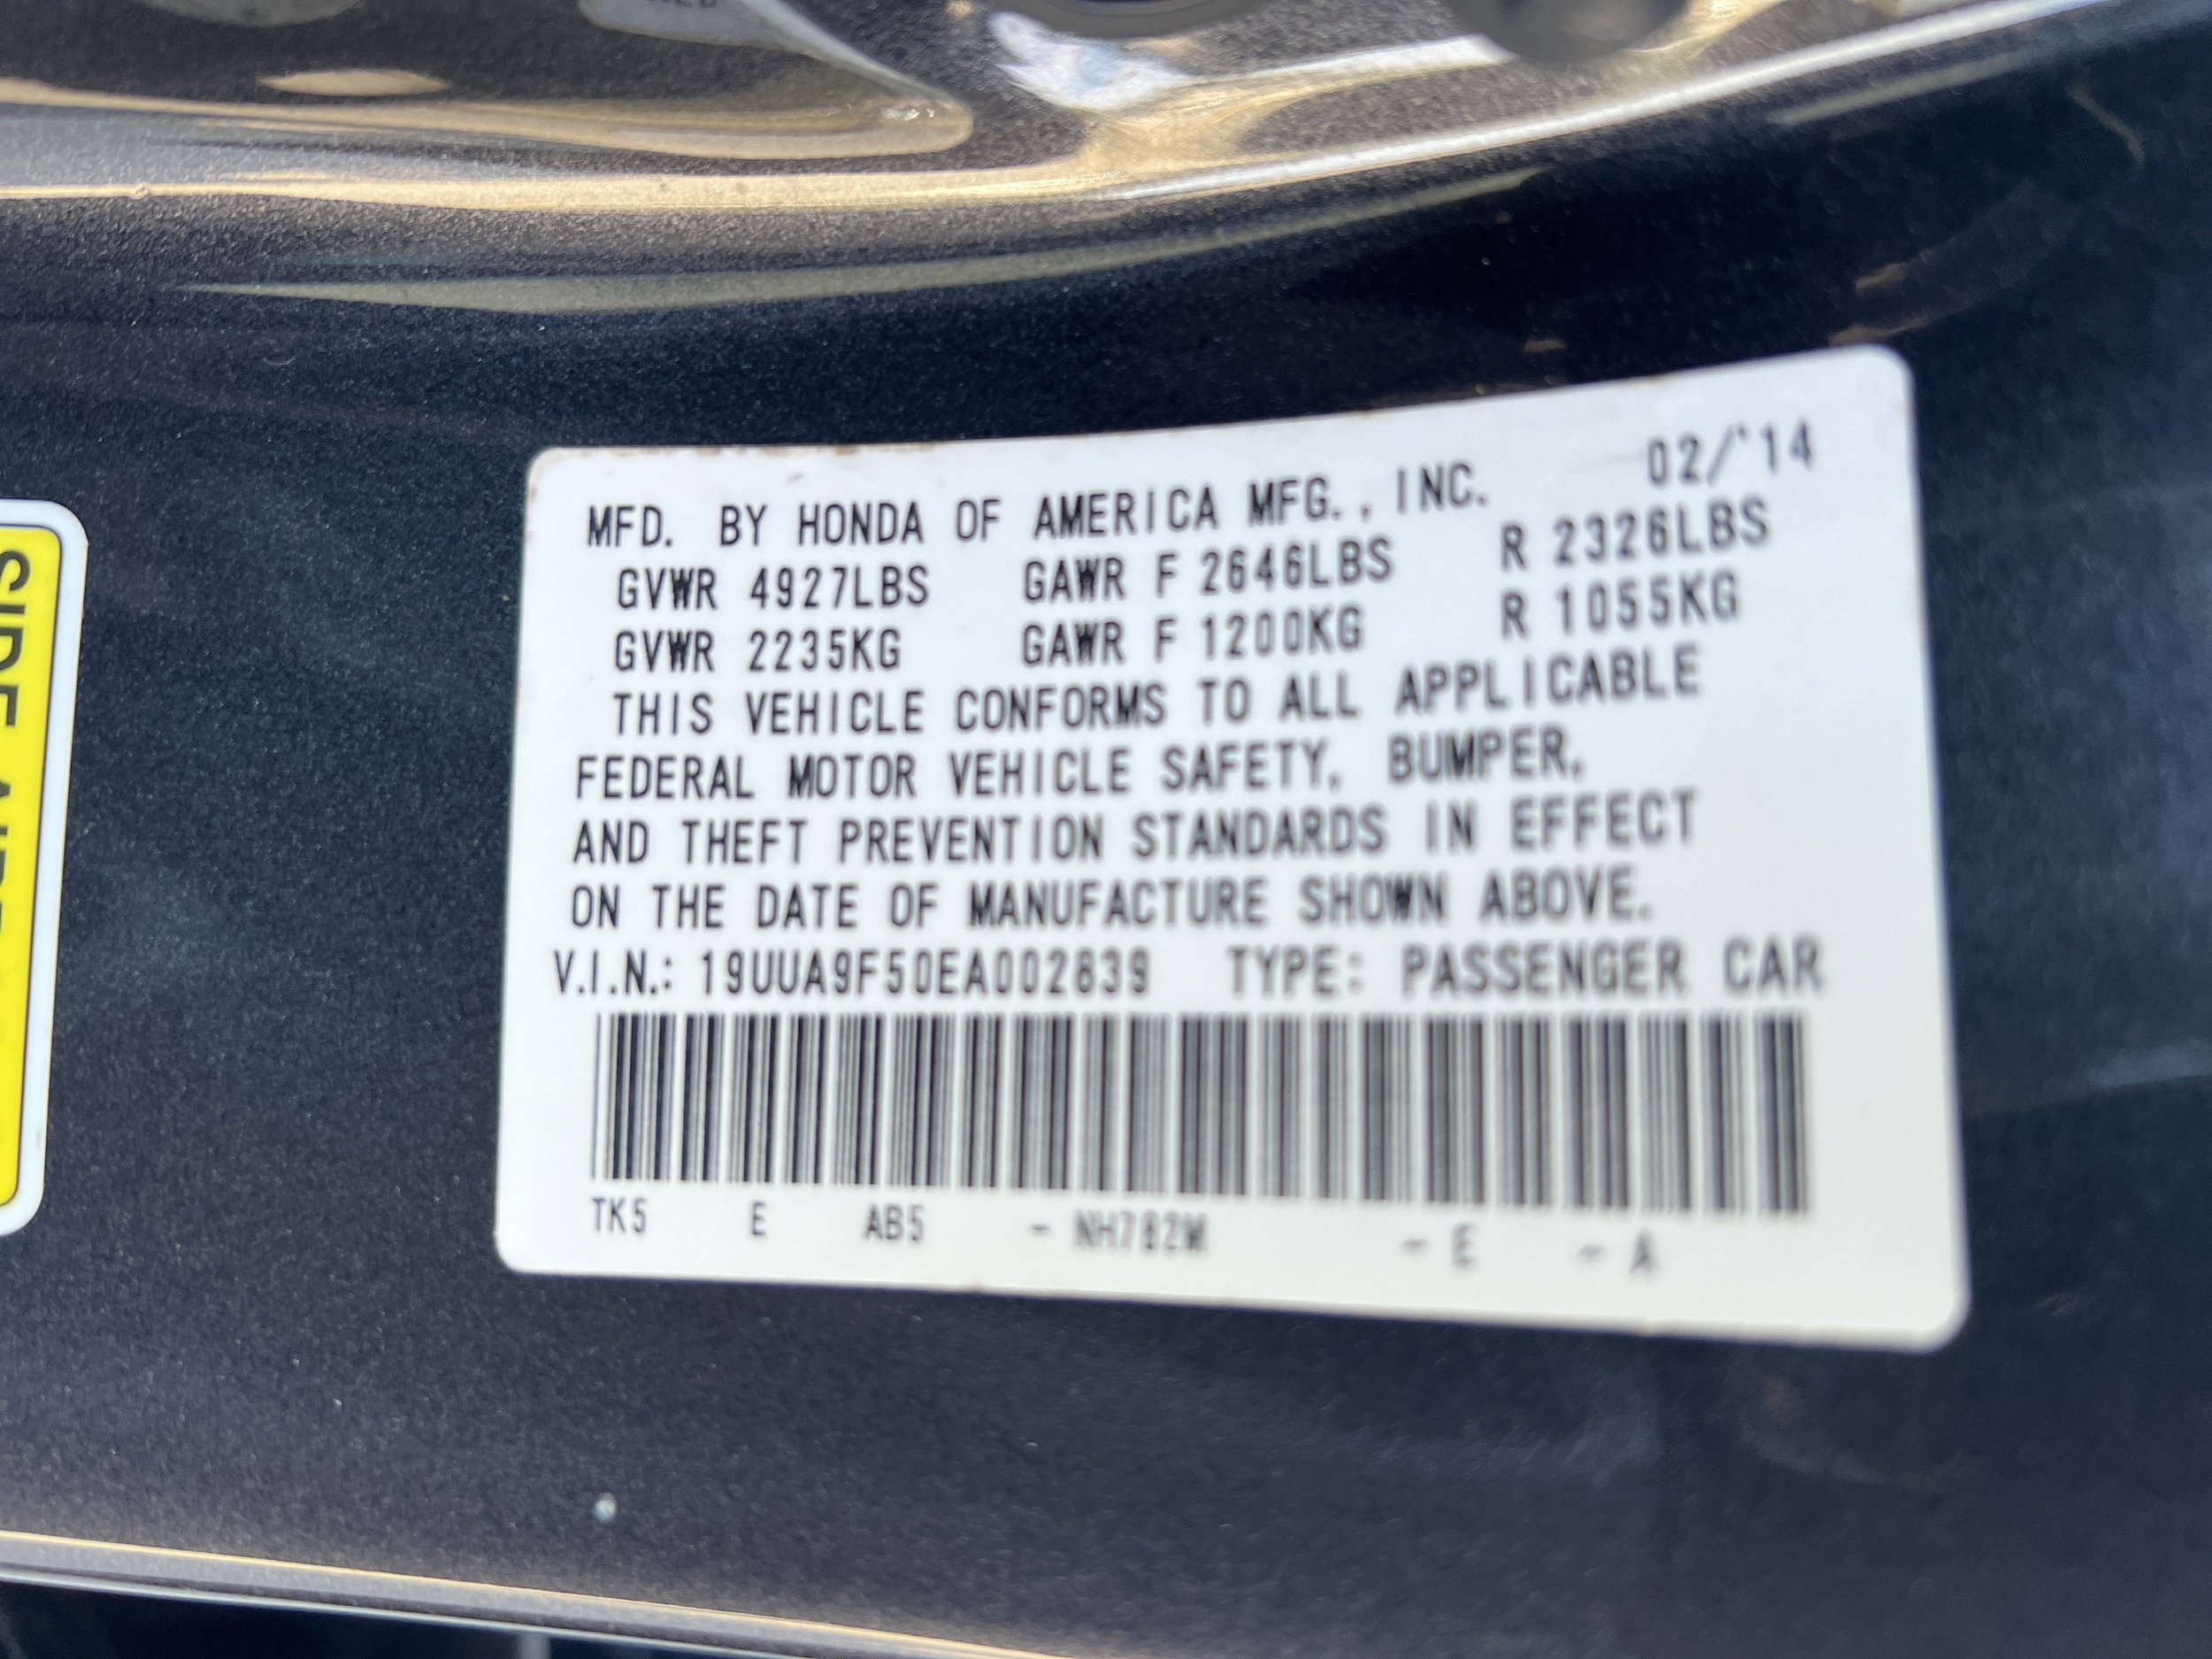 MFD. BY HONDA OF AMERICA MFG., INC. 02/'14
GVWR 4927LBS GAWR F 2646LBS R 2326LBS
GVWR 2235KG GAWR F 1200KG R 1055KG
THIS VEHICLE CONFORMS TO ALL APPLICABLE
FEDERAL MOTOR VEHICLE SAFETY, BUMPER,
AND THEFT PREVENTION STANDARDS IN EFFECT
ON THE DATE OF MANUFACTURE SHOWN ABOVE.
V.I.N.: 19UUA9F50EA002839 TYPE: PASSENGER CAR
TK5 E AB5 - NH782M - E - A
SIDE